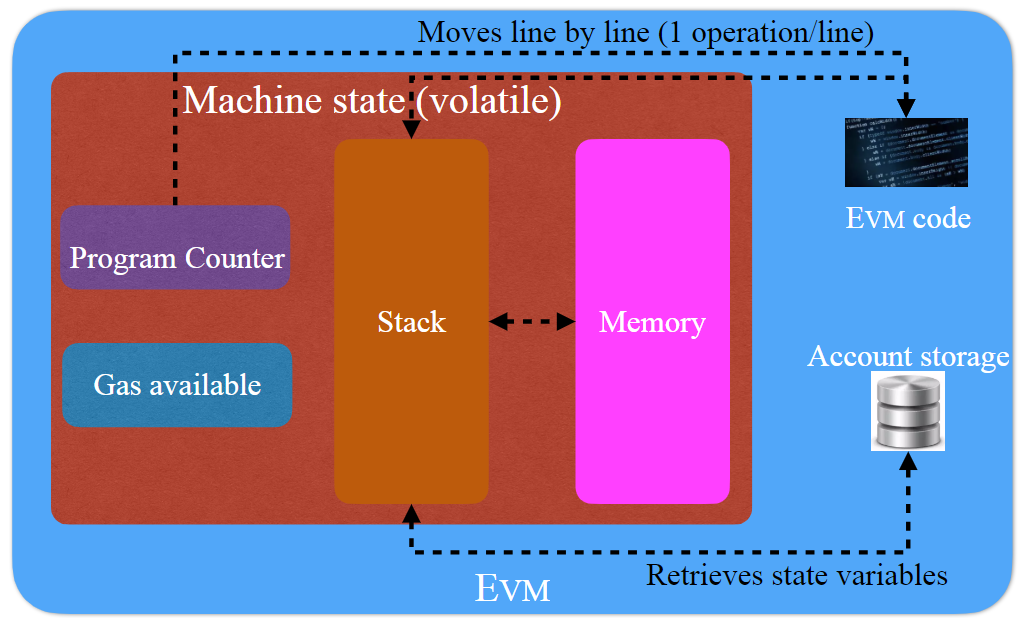 Moves line by line (1 operation/line)
Machine state (volatile)
EVM code
Program Counter
Stack
Memory
Account storage
Gas available
Retrieves state variables
EVM